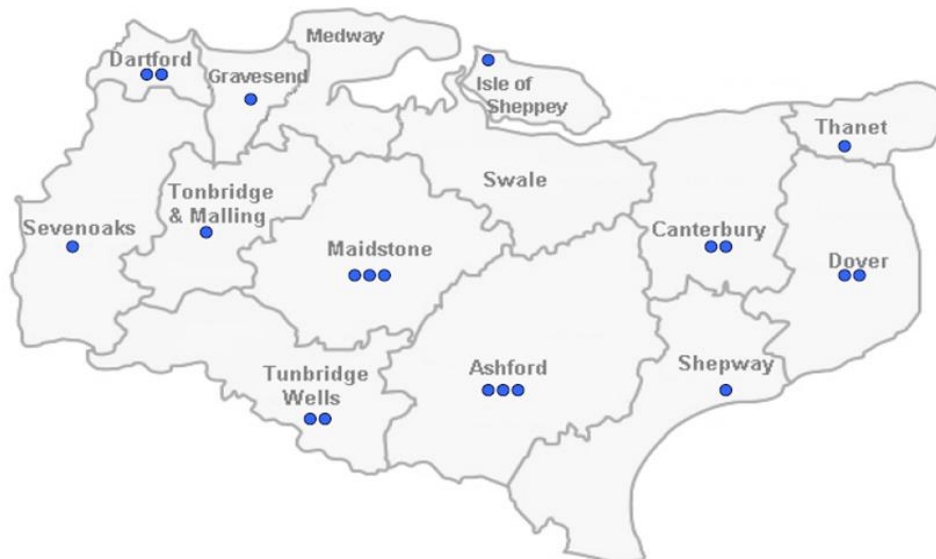 Medway
Dartford
Gravesend
Isle of
Sheppey
Thanet
Swale
Tonbridge
& Malling
Sevenoaks
Maidstone
Canterbury
Dover
Tunbridge
Wells
Ashford
Shepway